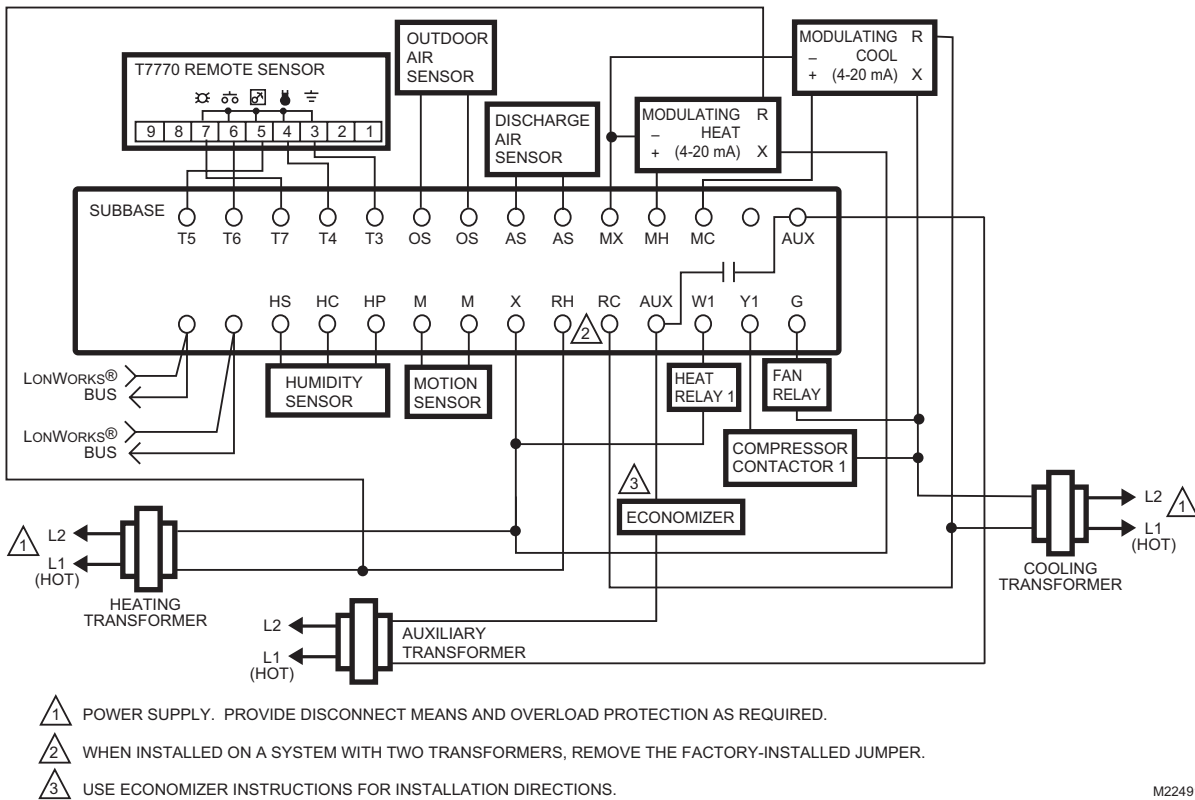 T7770 REMOTE SENSOR
9 8 7 6 5 4 3 2 1
OUTDOOR
AIR
SENSOR
DISCHARGE
AIR
SENSOR
MODULATING R
HEAT
–
+ (4-20 mA) X
MODULATING R
COOL
–
+ (4-20 mA) X
SUBBASE
T5 T6 T7 T4 T3 OS OS AS AS MX MH MC AUX
HS HC HP M M X RH RC AUX W1 Y1 G
2
LONWORKS®
BUS
LONWORKS®
BUS
HUMIDITY
SENSOR
MOTION
SENSOR
HEAT
RELAY 1
FAN
RELAY
COMPRESSOR
CONTACTOR 1
3
ECONOMIZER
1
L2
L1
(HOT)
HEATING
TRANSFORMER
L2
L1
(HOT)
AUXILIARY
TRANSFORMER
L2
1
L1
(HOT)
COOLING
TRANSFORMER
1 POWER SUPPLY. PROVIDE DISCONNECT MEANS AND OVERLOAD PROTECTION AS REQUIRED.
2 WHEN INSTALLED ON A SYSTEM WITH TWO TRANSFORMERS, REMOVE THE FACTORY-INSTALLED JUMPER.
3 USE ECONOMIZER INSTRUCTIONS FOR INSTALLATION DIRECTIONS.
M2249